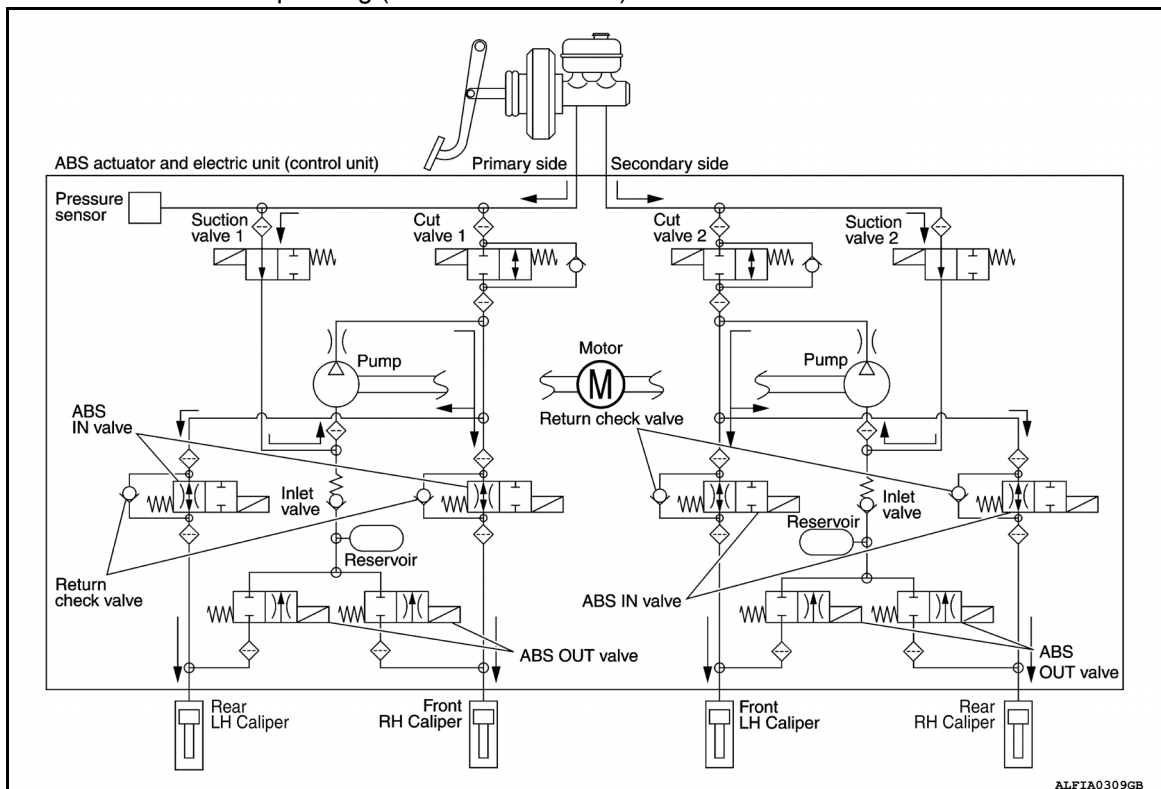 ABS actuator and electric unit (control unit)
Primary side
Secondary side
Pressure
sensor
Suction
valve 1
Cut
valve 1
Cut
valve 2
Suction
valve 2
Pump
Motor
M
Pump
Return check valve
ABS
IN valve
Inlet
valve
Reservoir
Inlet
valve
Reservoir
Return
check valve
ABS IN valve
ABS OUT valve
ABS
OUT valve
Rear
LH Caliper
Front
RH Caliper
Front
LH Caliper
Rear
RH Caliper
ALFIA0309GB